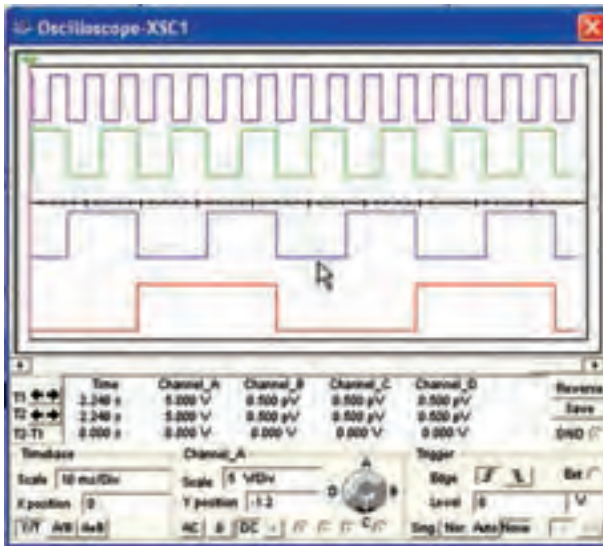 Oscilloscope-XSC1
Time Channel_A Channel_B Channel_C Channel_D
T1 2.248 s 5.000 V 0.500 pV 0.500 pV 0.500 pV
T2 2.248 s 5.000 V 0.500 pV 0.500 pV 0.500 pV
T2-T1 0.000 s 0.000 V 0.000 V 0.000 V 0.000 V
Reverse
Save
GND
Timebase
Scale 10 ms/Div
X position 0
Y/T A/B
Channel_A
Scale 5 V/Div
Y position -1.2
AC 0 DC -
A
B
C
D
Trigger
Edge Ext
Level 0 V
Sing Nor Auto None